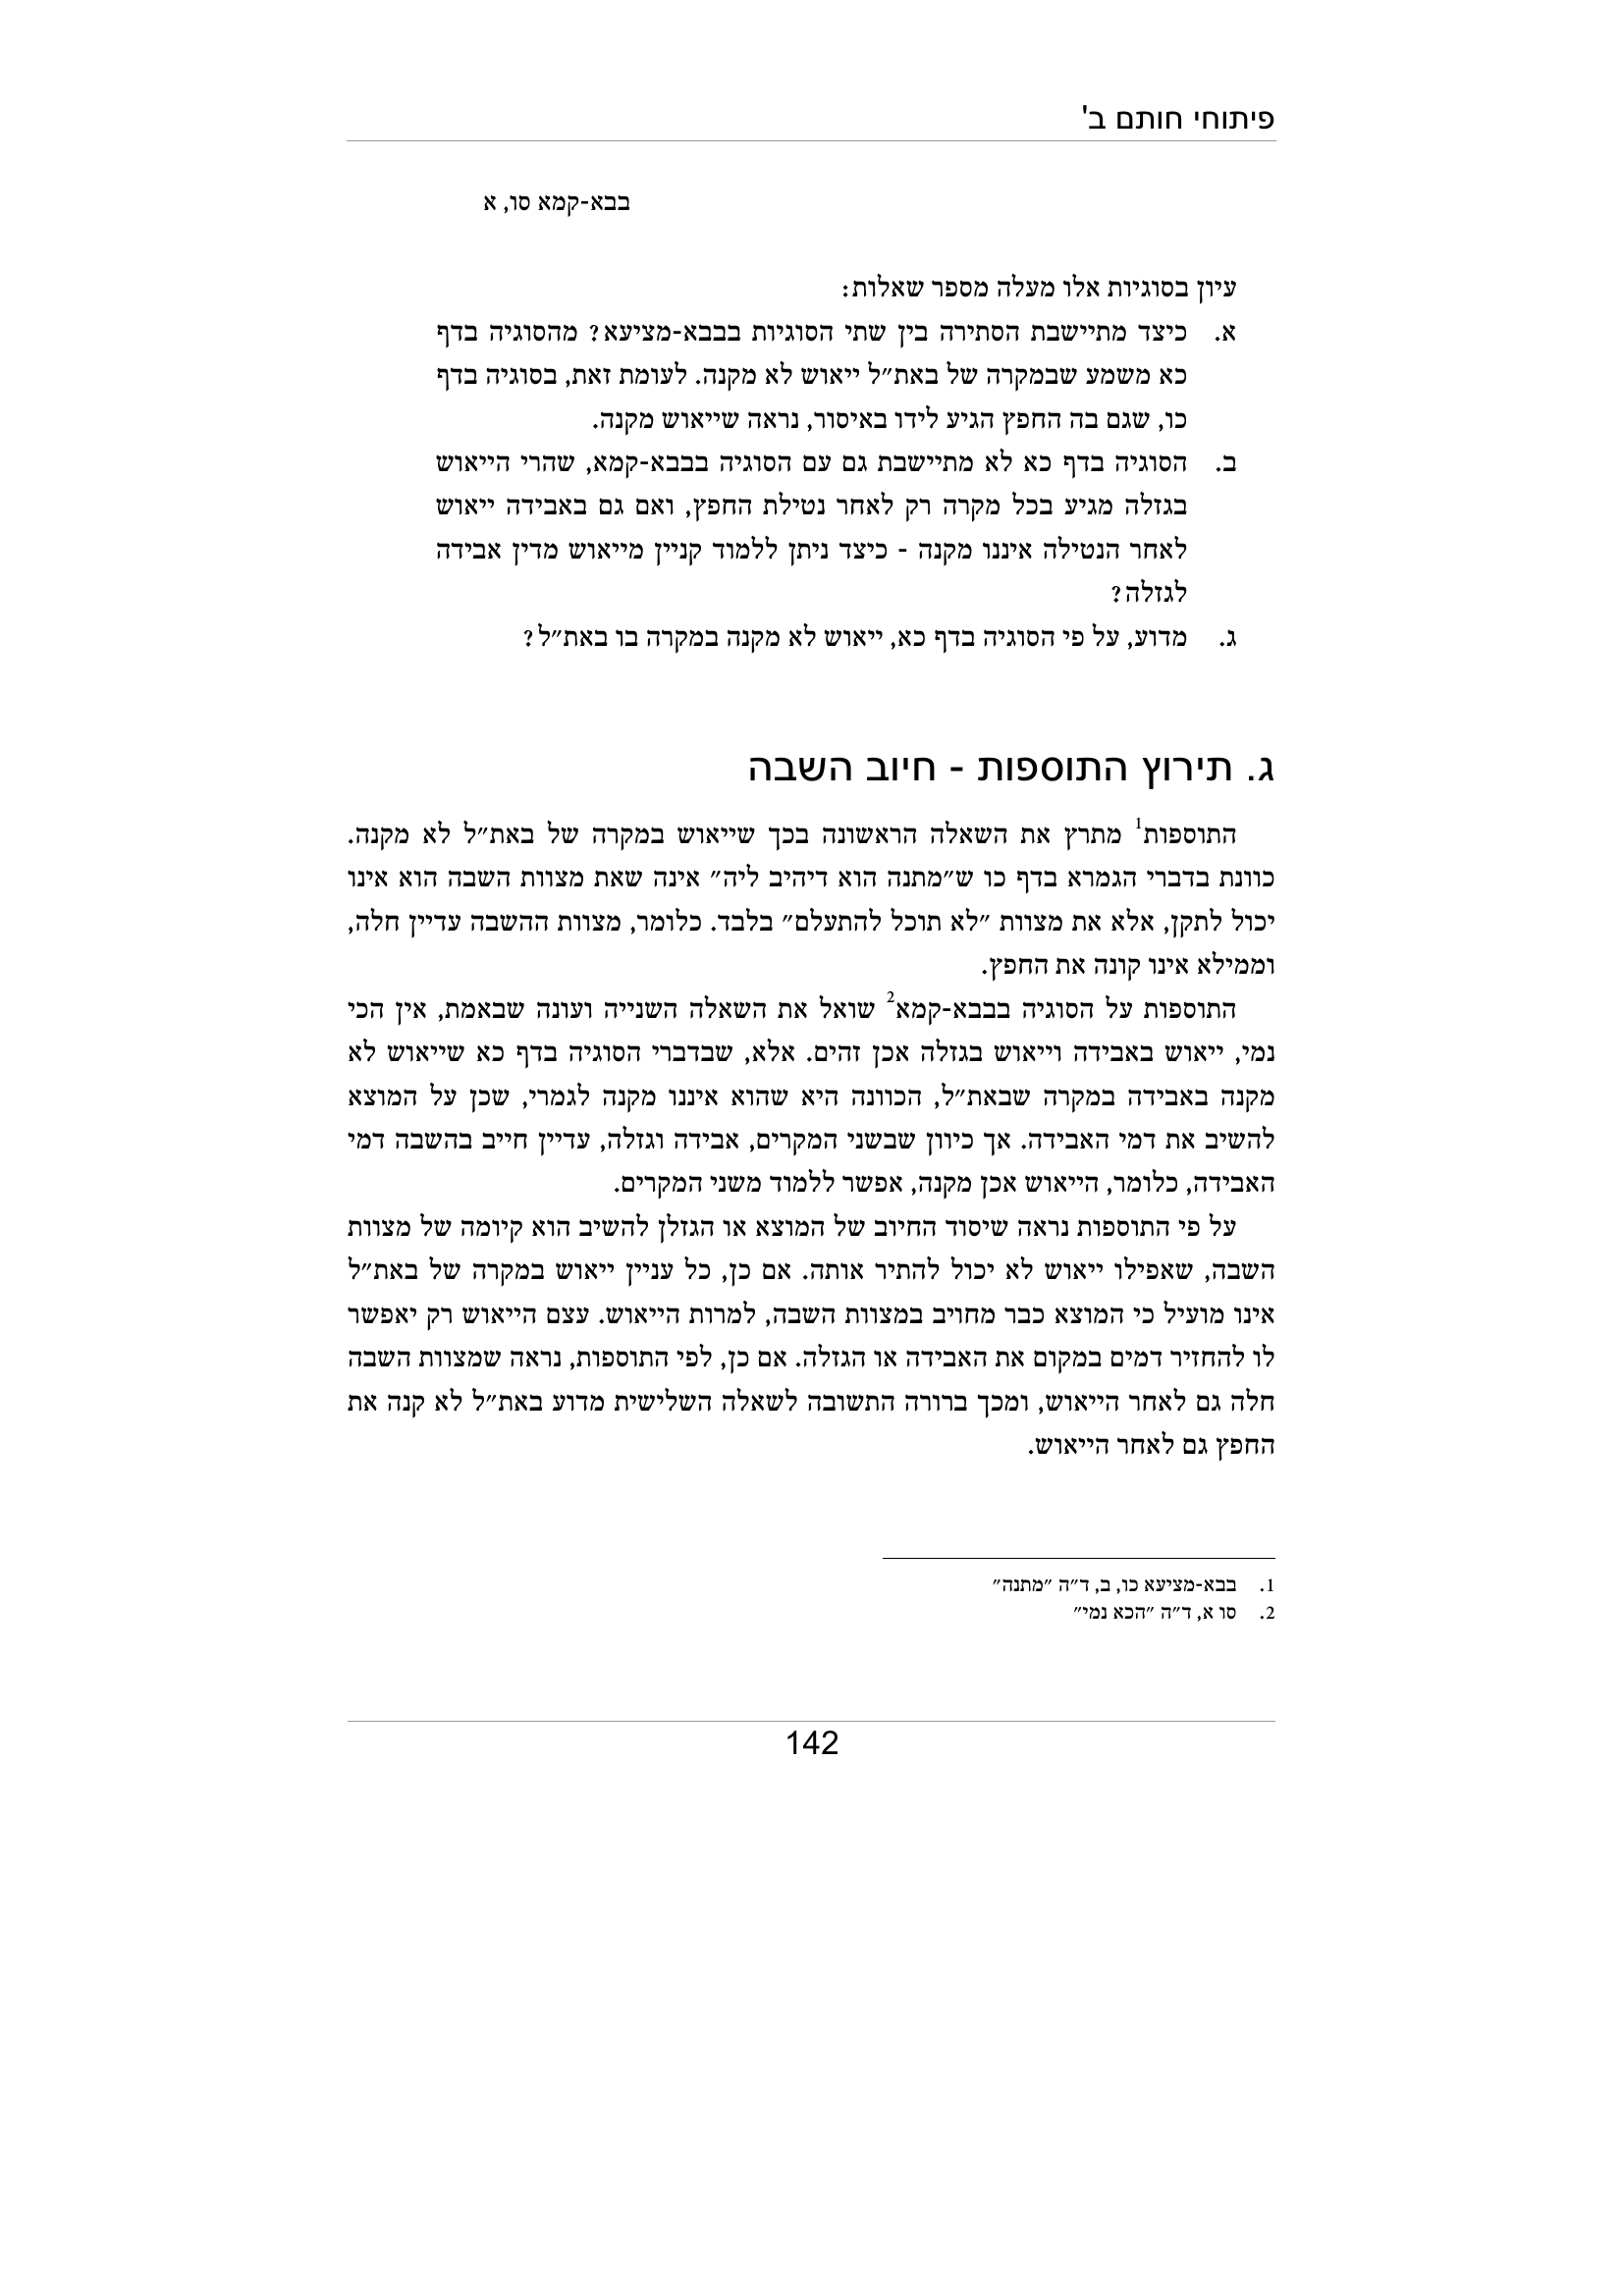 פיתוחי חותם ב'
בבא-קמא סו, א
עיון בסוגיות אלו מעלה מספר שאלות:
א. כיצד מתיישבת הסתירה בין שתי הסוגיות בבבא-מציעא? מהסוגיה בדף
כא משמע שבמקרה של באת״ל ייאוש לא מקנה. לעומת זאת, בסוגיה בדף
כו, שגם בה החפץ הגיע לידו באיסור, נראה שייאוש מקנה.
ב. הסוגיה בדף כא לא מתיישבת גם עם הסוגיה בבבא-קמא, שהרי הייאוש
בגזלה מגיע בכל מקרה רק לאחר נטילת החפץ, ואם גם באבידה ייאוש
לאחר הנטילה איננו מקנה - כיצד ניתן ללמוד קניין מייאוש מדין אבידה
לגזלה?
ג. מדוע, על פי הסוגיה בדף כא, ייאוש לא מקנה במקרה בו באת״ל?
ג. תירוץ התוספות - חיוב השבה
התוספות1 מתרץ את השאלה הראשונה בכך שייאוש במקרה של באת״ל לא מקנה.
כוונת בדברי הגמרא בדף כו ש״מתנה הוא דיהיב ליה״ אינה שאת מצוות השבה הוא אינו
יכול לתקן, אלא את מצוות ״לא תוכל להתעלם״ בלבד. כלומר, מצוות ההשבה עדיין חלה,
וממילא אינו קונה את החפץ.
התוספות על הסוגיה בבבא-קמא2 שואל את השאלה השנייה ועונה שבאמת, אין הכי
נמי, ייאוש באבידה וייאוש בגזלה אכן זהים. אלא, שבדברי הסוגיה בדף כא שייאוש לא
מקנה באבידה במקרה שבאת״ל, הכוונה היא שהוא איננו מקנה לגמרי, שכן על המוצא
להשיב את דמי האבידה. אך כיוון שבשני המקרים, אבידה וגזלה, עדיין חייב בהשבה דמי
האבידה, כלומר, הייאוש אכן מקנה, אפשר ללמוד משני המקרים.
על פי התוספות נראה שיסוד החיוב של המוצא או הגזלן להשיב הוא קיומה של מצוות
השבה, שאפילו ייאוש לא יכול להתיר אותה. אם כן, כל עניין ייאוש במקרה של באת״ל
אינו מועיל כי המוצא כבר מחויב במצוות השבה, למרות הייאוש. עצם הייאוש רק יאפשר
לו להחזיר דמים במקום את האבידה או הגזלה. אם כן, לפי התוספות, נראה שמצוות השבה
חלה גם לאחר הייאוש, ומכך ברורה התשובה לשאלה השלישית מדוע באת״ל לא קנה את
החפץ גם לאחר הייאוש.
1. בבא-מציעא כו, ב, ד״ה ״מתנה״
2. סו א, ד״ה ״הכא נמי״
142